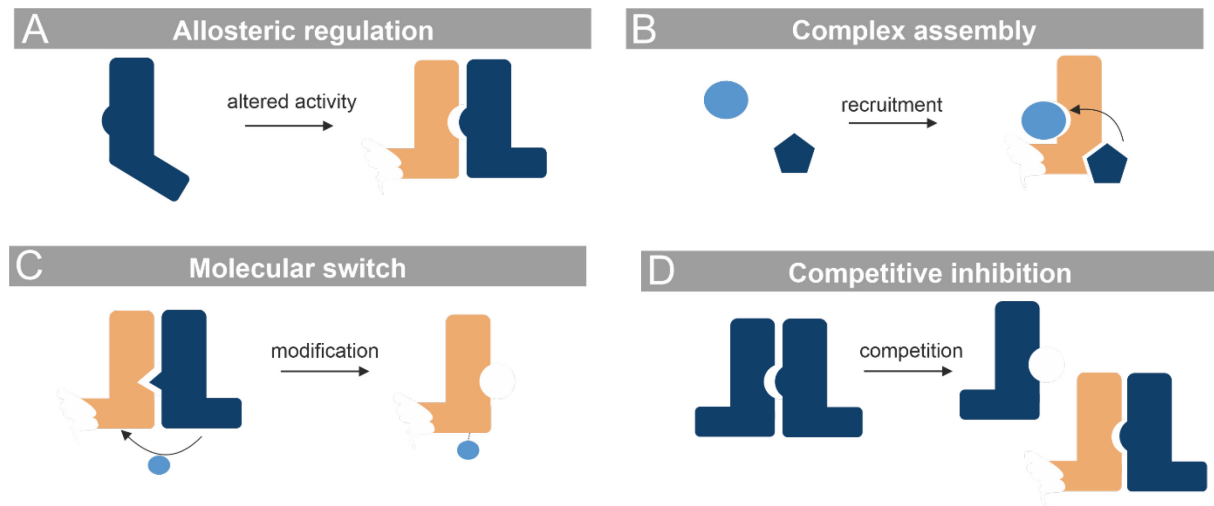 A
Allosteric regulation
altered activity
B
Complex assembly
recruitment
C
Molecular switch
modification
D
Competitive inhibition
competition